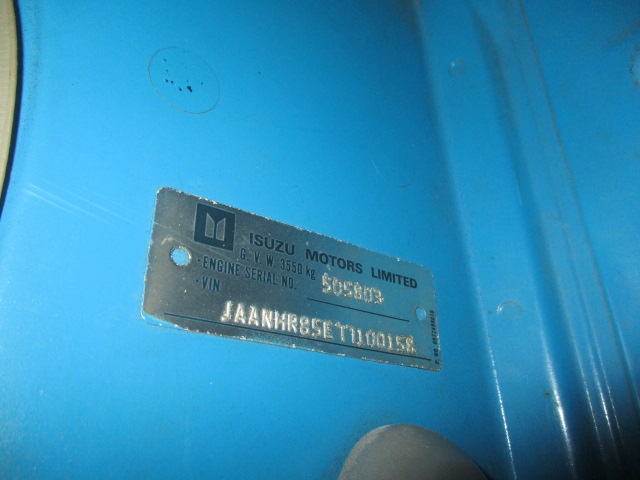 ISUZU MOTORS LIMITED
G. V. W. 3550 kg
·ENGINE SERIAL NO. 505803
·VIN
JAANHR85ET1100158